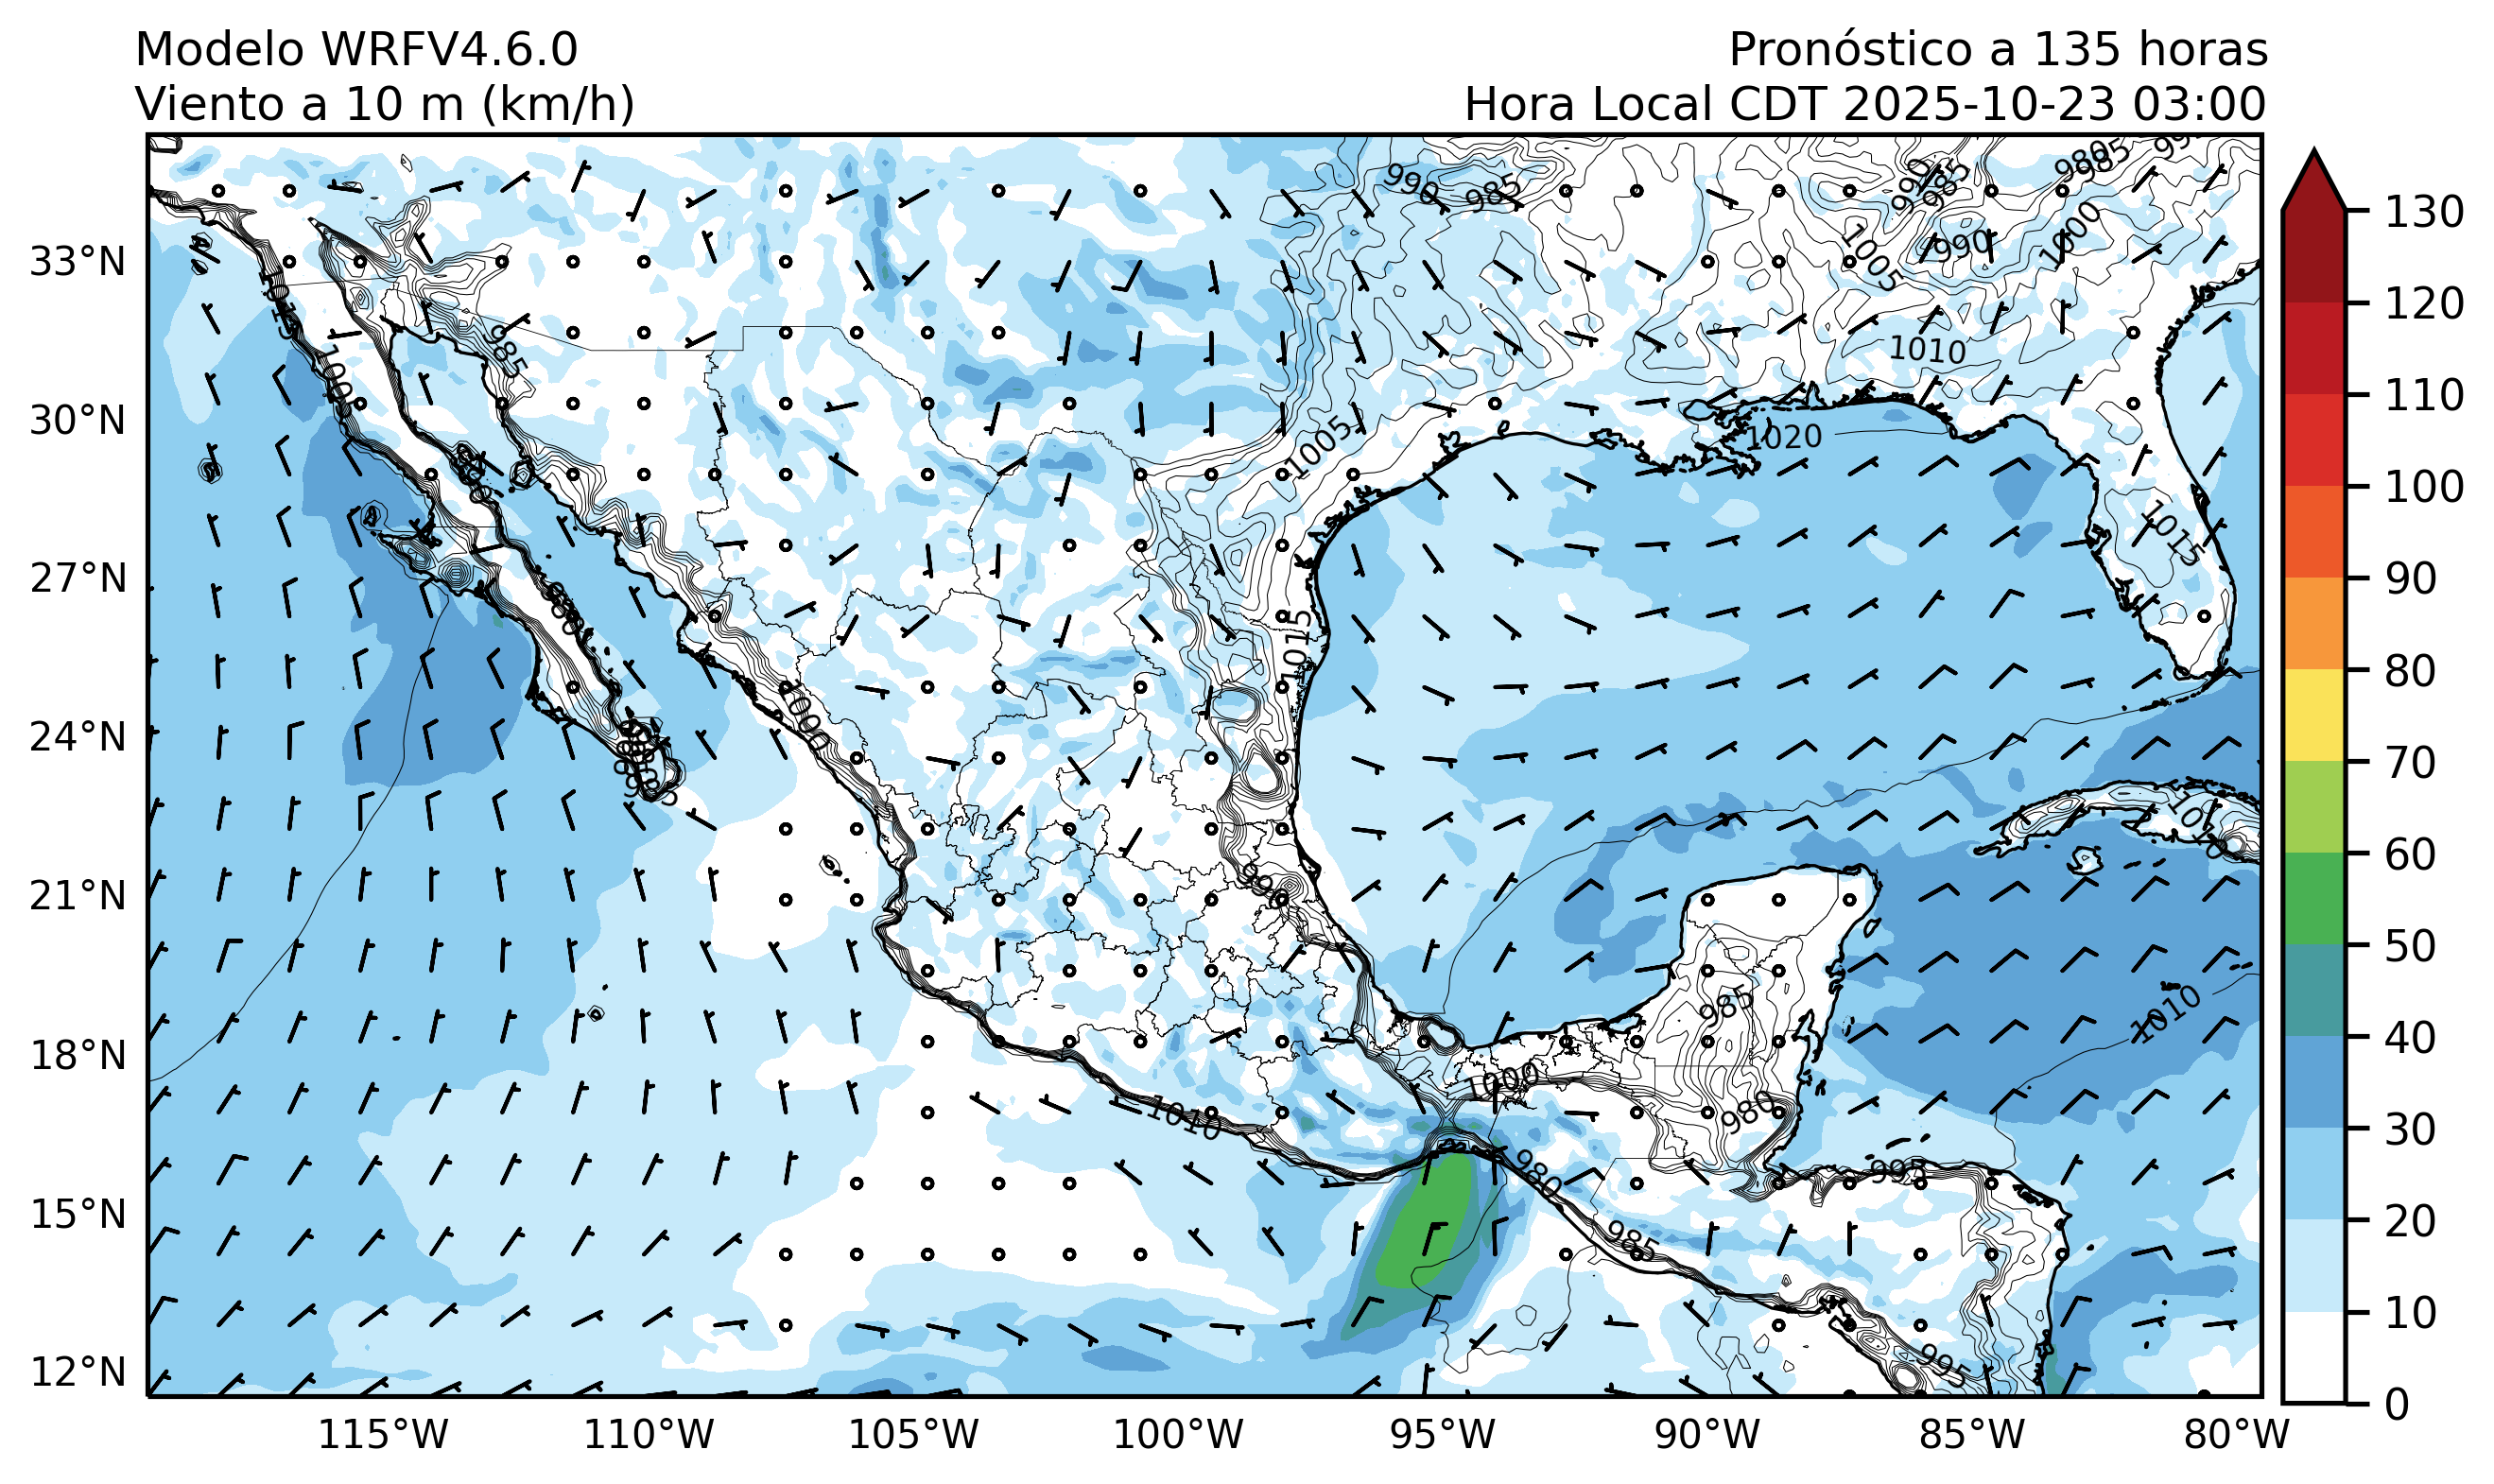 Modelo WRFV4.6.0
Pronóstico a 135 horas
Viento a 10 m (km/h)
Hora Local CDT 2025-10-23 03:00
33°N
30°N
27°N
24°N
21°N
18°N
15°N
12°N
115°W
110°W
105°W
100°W
95°W
90°W
85°W
80°W
130
120
110
100
90
80
70
60
50
40
30
20
10
0
990
985
990
985
980
985
1000
990
1005
1015
1000
985
1010
1005
1020
1015
1015
1000
1010
985
1010
1000
980
1010
980
995
985
995